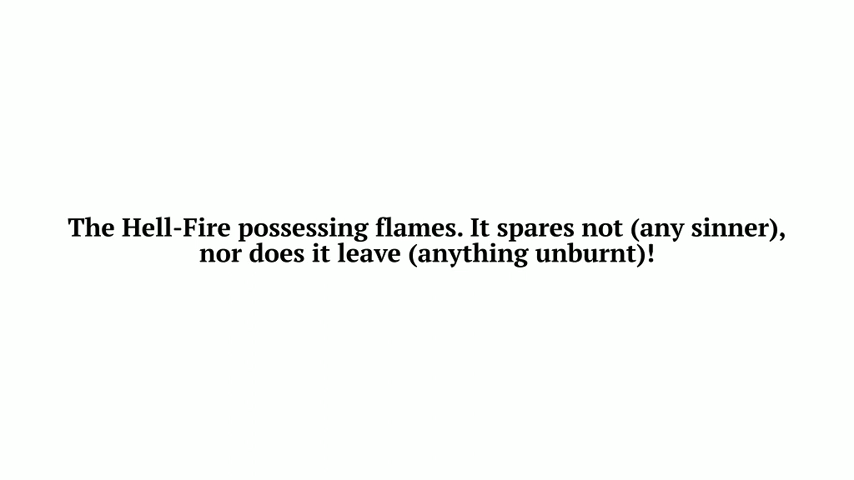 The Hell-Fire possessing flames. It spares not (any sinner),
nor does it leave (anything unburnt)!